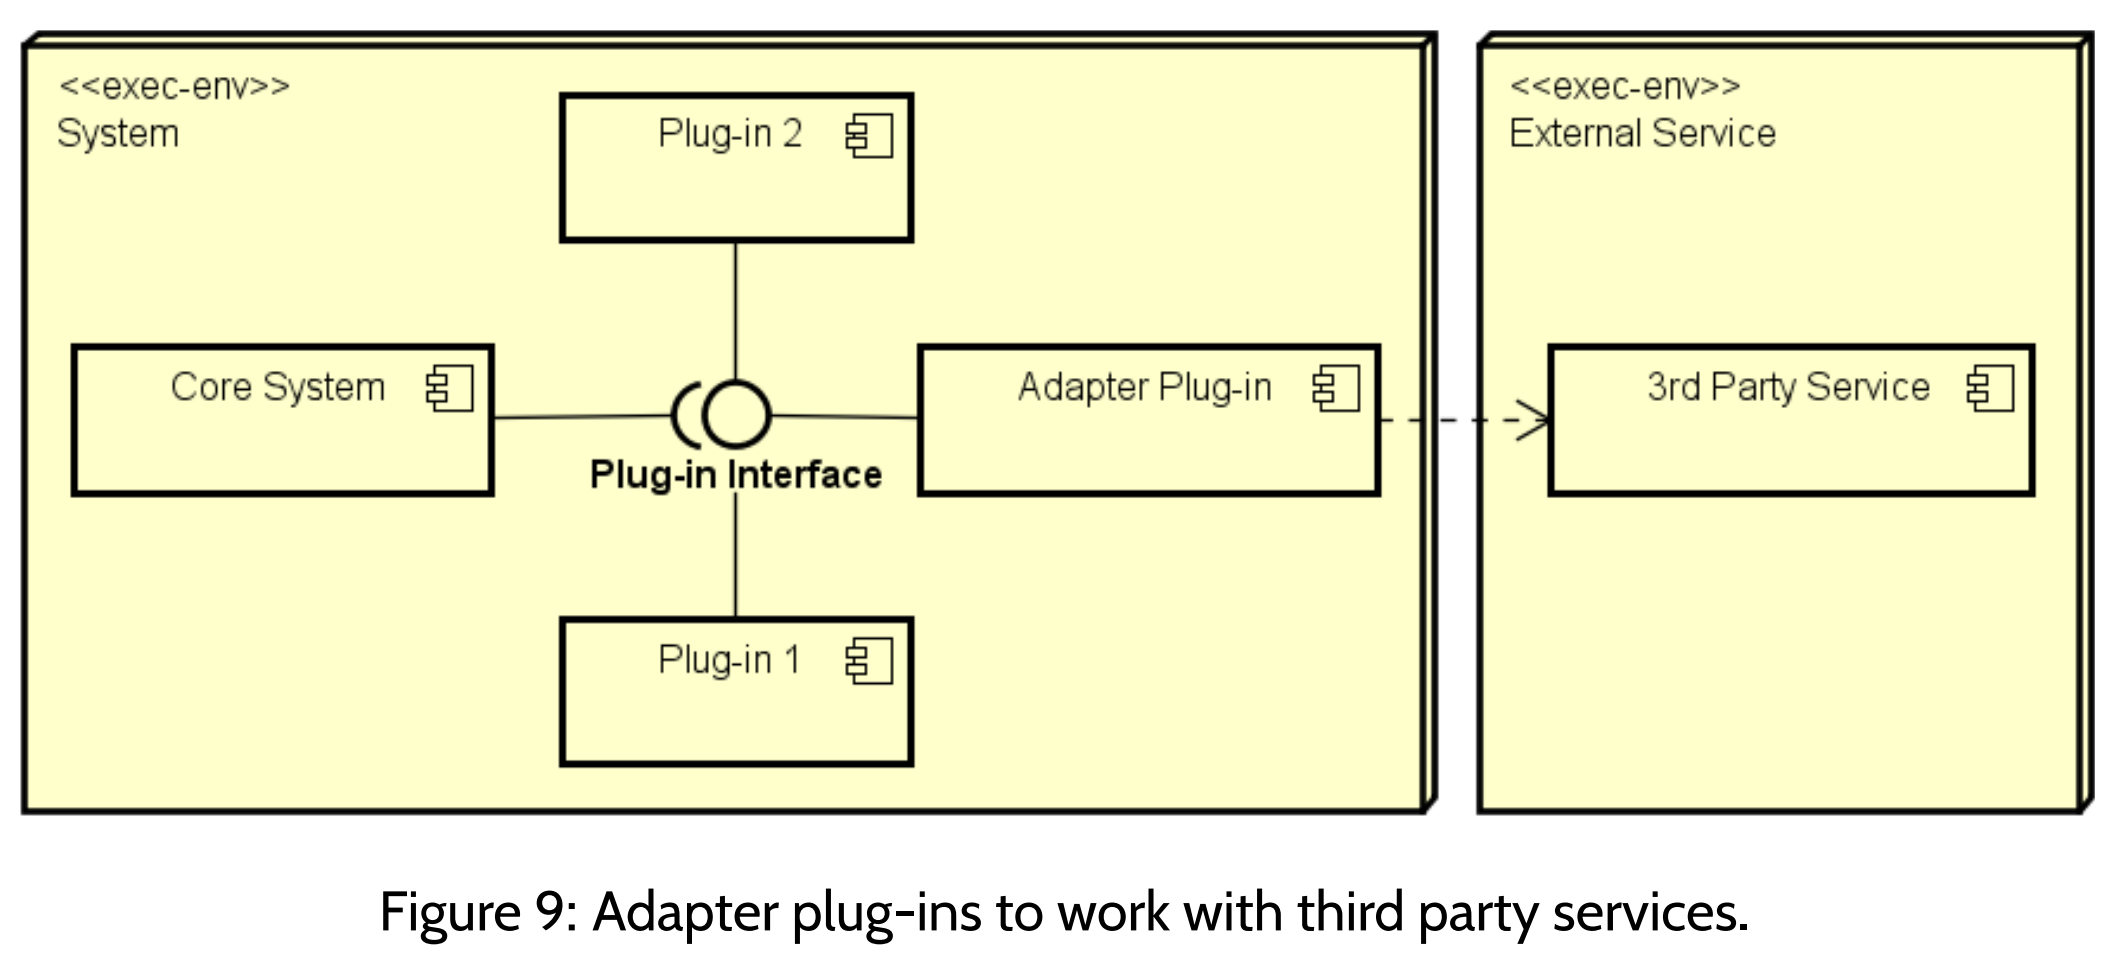 <<exec-env>>
System
Plug-in 2
Core System
Plug-in Interface
Adapter Plug-in
Plug-in 1
<<exec-env>>
External Service
3rd Party Service
Figure 9: Adapter plug-ins to work with third party services.